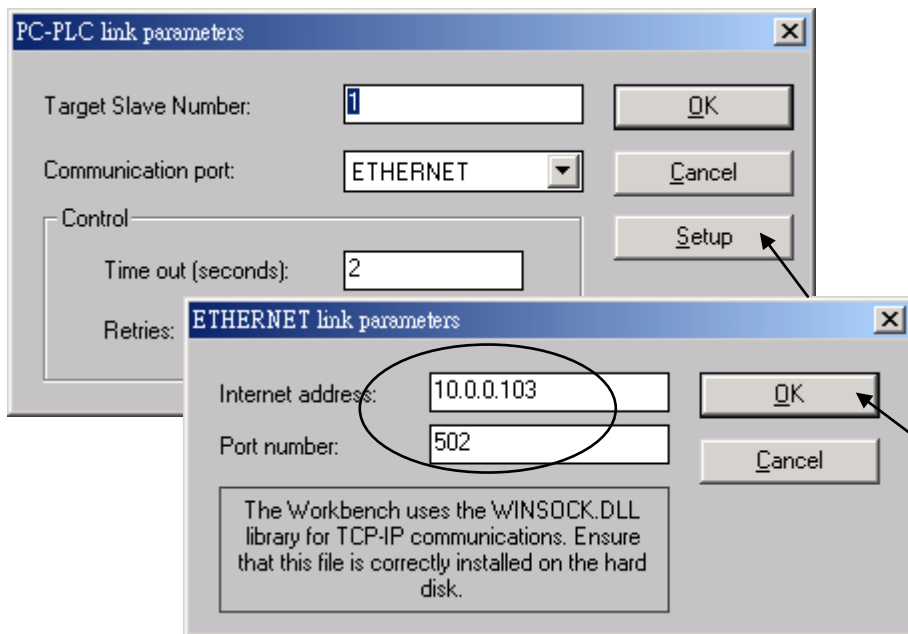 PC-PLC link parameters
Target Slave Number: 1 OK
Communication port: ETHERNET Cancel
Control Setup
Time out (seconds): 2
Retries:
ETHERNET link parameters
Internet address: 10.0.0.103 OK
Port number: 502 Cancel
The Workbench uses the WINSOCK.DLL
library for TCP-IP communications. Ensure
that this file is correctly installed on the hard
disk.